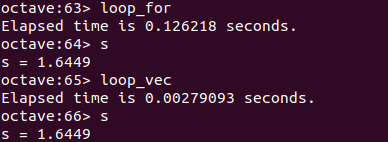 octave:63> loop_for
Elapsed time is 0.126218 seconds.
octave:64> s
s = 1.6449
octave:65> loop_vec
Elapsed time is 0.00279093 seconds.
octave:66> s
s = 1.6449